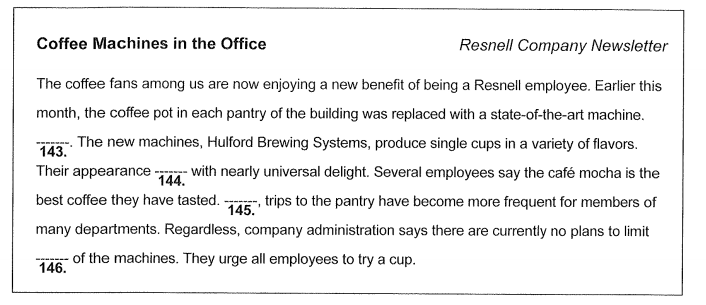 Coffee Machines in the Office Resnell Company Newsletter
The coffee fans among us are now enjoying a new benefit of being a Resnell employee. Earlier this
month, the coffee pot in each pantry of the building was replaced with a state-of-the-art machine.
-------. The new machines, Hulford Brewing Systems, produce single cups in a variety of flavors.
143.
Their appearance ------- with nearly universal delight. Several employees say the café mocha is the
144.
best coffee they have tasted. -------, trips to the pantry have become more frequent for members of
145.
many departments. Regardless, company administration says there are currently no plans to limit
------- of the machines. They urge all employees to try a cup.
146.